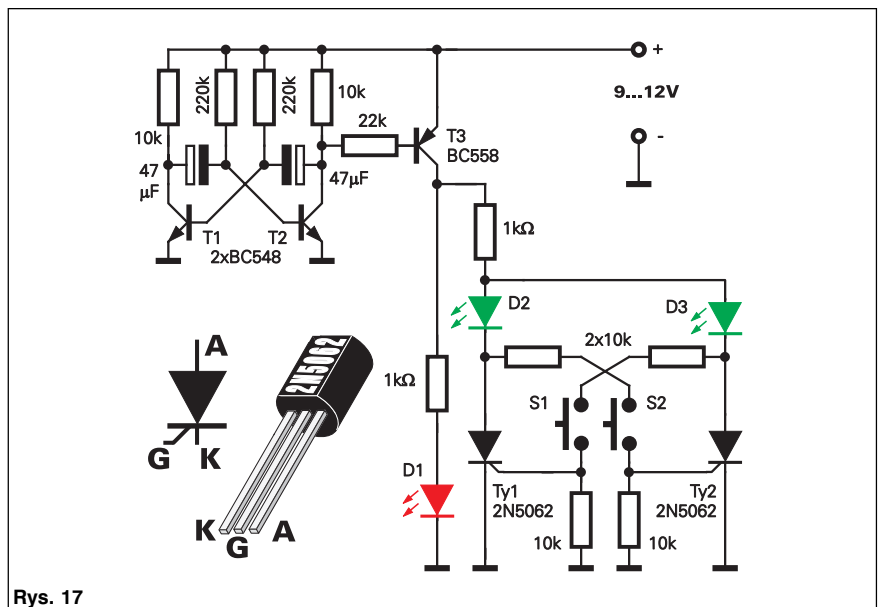 +
220k
220k
10k
9...12V
10k
22k
T3
BC558
-
47
µF
47µF
1kΩ
T1
T2
2xBC548
D2
D3
2x10k
A
2N5062
1kΩ
S1
S2
G
K
D1
Ty1
2N5062
Ty2
2N5062
K
G
A
10k
10k
Rys. 17